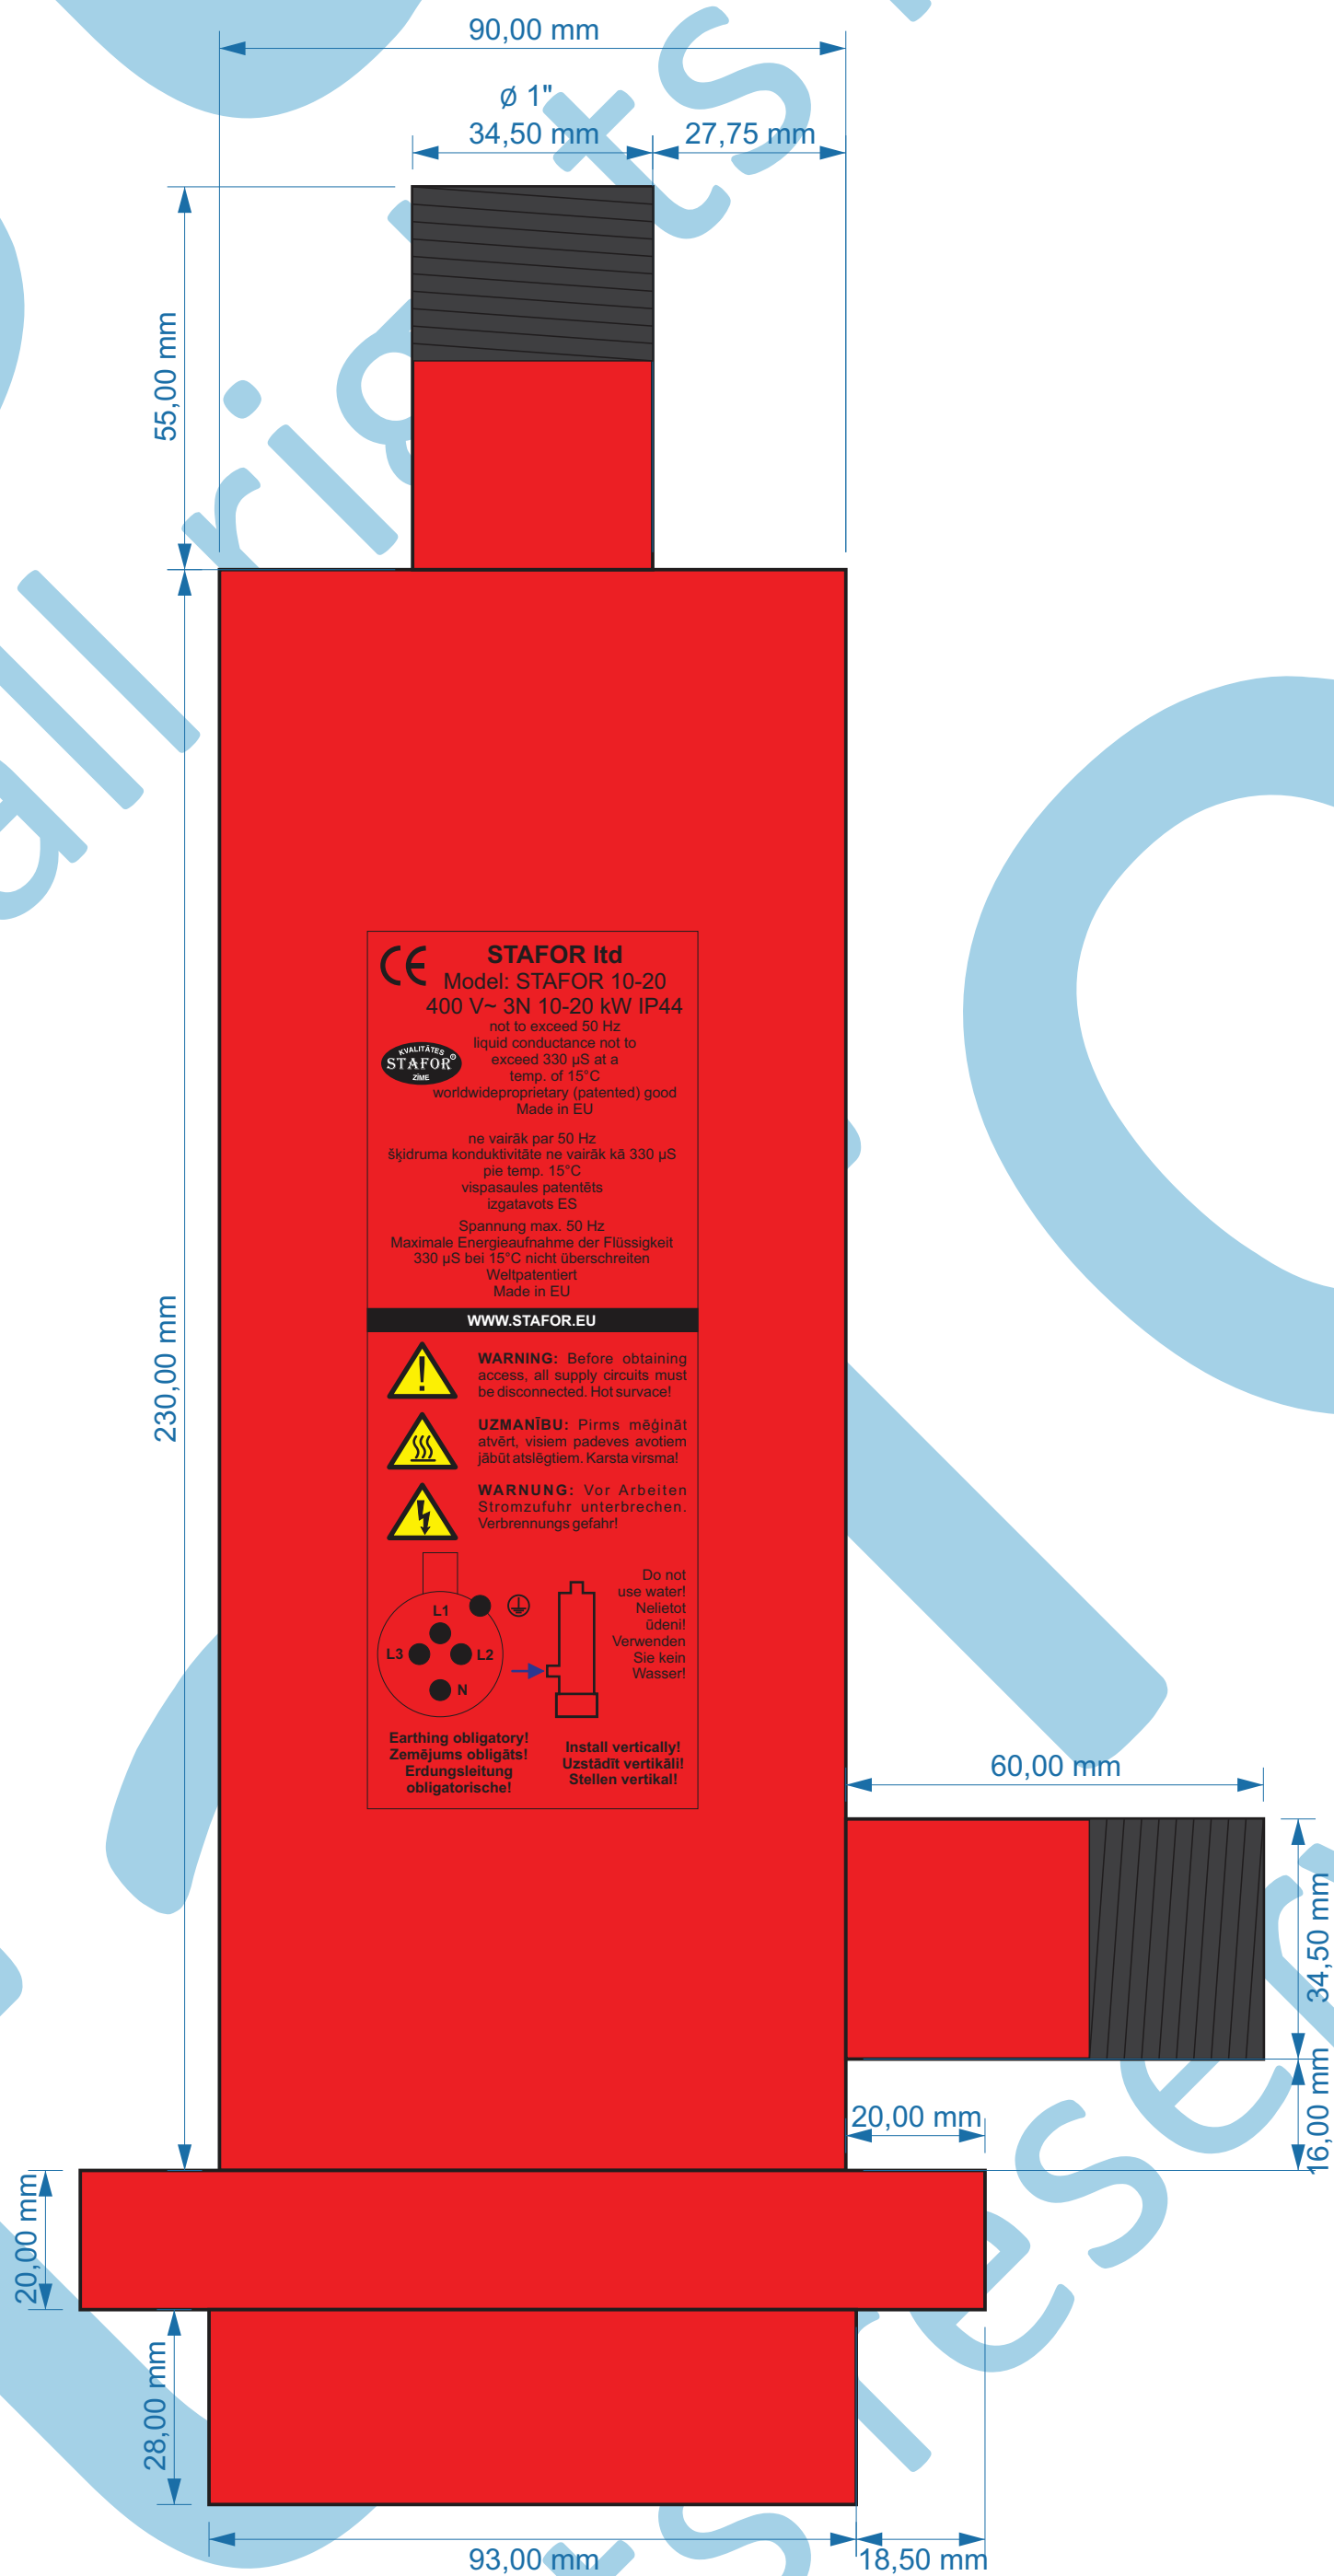 90,00 mm
ø 1"
34,50 mm
27,75 mm
55,00 mm
230,00 mm
STAFOR ltd
Model: STAFOR 10-20
400 V~ 3N 10-20 kW IP44
not to exceed 50 Hz
liquid conductance not to
exceed 330 µS at a
temp. of 15°C
worldwideproprietary (patented) good
Made in EU
CE
KVALITĀTES
STAFOR®
ZĪME
ne vairāk par 50 Hz
šķidruma konduktivitāte ne vairāk kā 330 µS
pie temp. 15°C
vispasaules patentēts
izgatavots ES
Spannung max. 50 Hz
Maximale Energieaufnahme der Flüssigkeit
330 µS bei 15°C nicht überschreiten
Weltpatentiert
Made in EU
WWW.STAFOR.EU
WARNING: Before obtaining
access, all supply circuits must
be disconnected. Hot survace!
UZMANĪBU: Pirms mēģināt
atvērt, visiem padeves avotiem
jābūt atslēgtiem. Karsta virsma!
WARNUNG: Vor Arbeiten
Stromzufuhr unterbrechen.
Verbrennungs gefahr!
L1
L3
L2
N
Do not
use water!
Nelietot
ūdeni!
Verwenden
Sie kein
Wasser!
Earthing obligatory!
Zemējums obligāts!
Erdungsleitung
obligatorische!
Install vertically!
Uzstādīt vertikāli!
Stellen vertikal!
60,00 mm
34,50 mm
16,00 mm
20,00 mm
20,00 mm
28,00 mm
93,00 mm
18,50 mm
all rights
reser